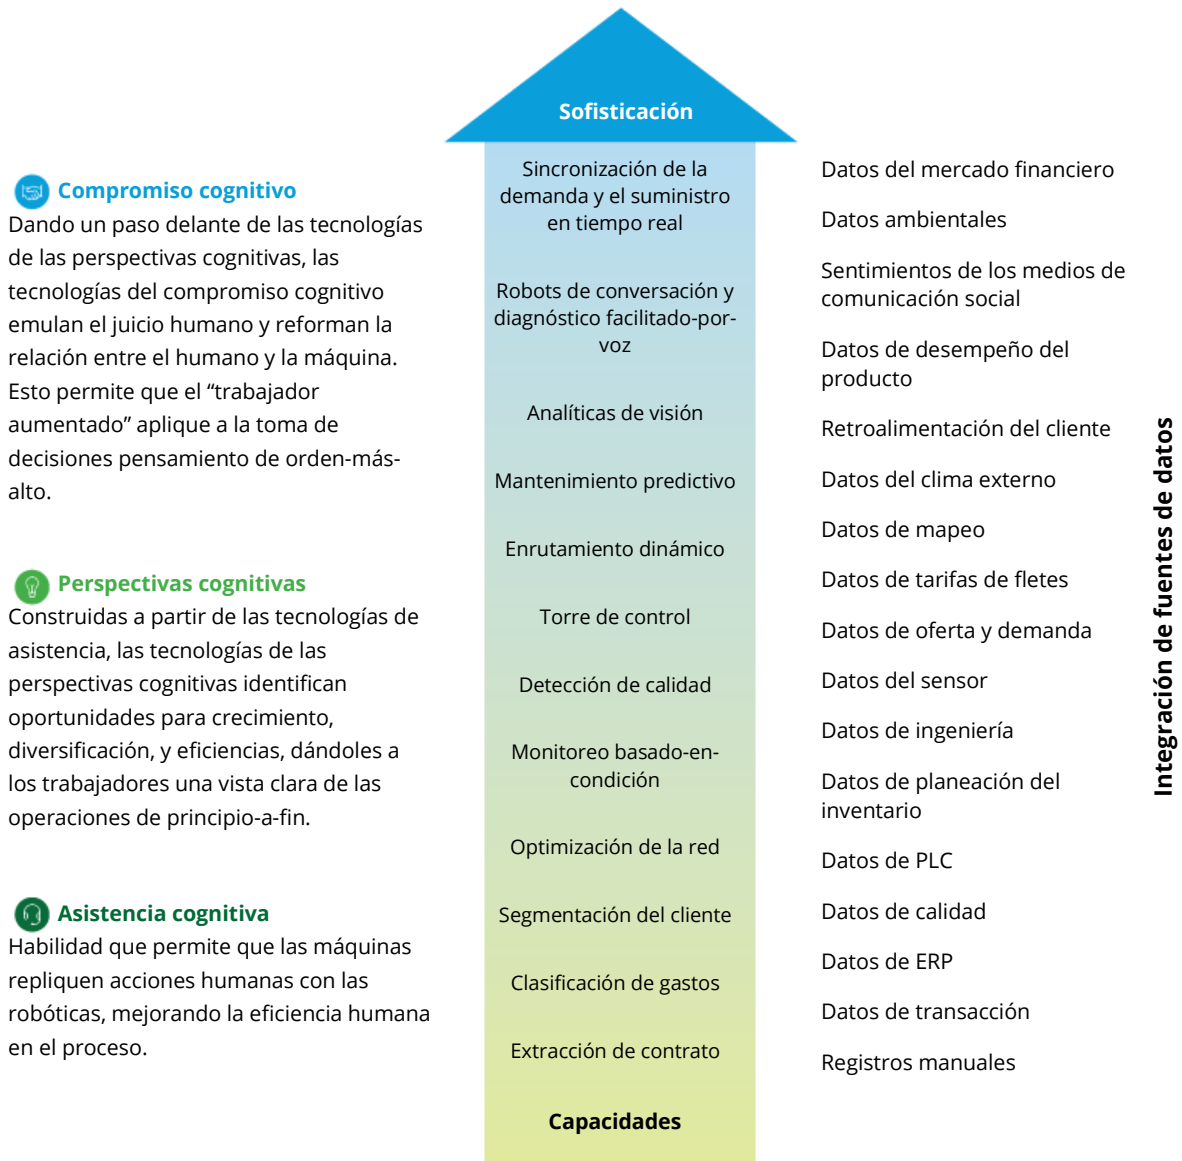 Sofisticación
Compromiso cognitivo
Dando un paso delante de las tecnologías
de las perspectivas cognitivas, las
tecnologías del compromiso cognitivo
emulan el juicio humano y reforman la
relación entre el humano y la máquina.
Esto permite que el “trabajador
aumentado” aplique a la toma de
decisiones pensamiento de orden-más-
alto.
Perspectivas cognitivas
Construidas a partir de las tecnologías de
asistencia, las tecnologías de las
perspectivas cognitivas identifican
oportunidades para crecimiento,
diversificación, y eficiencias, dándoles a
los trabajadores una vista clara de las
operaciones de principio-a-fin.
Asistencia cognitiva
Habilidad que permite que las máquinas
repliquen acciones humanas con las
robóticas, mejorando la eficiencia humana
en el proceso.
Sincronización de la
demanda y el suministro
en tiempo real
Robots de conversación y
diagnóstico facilitado-por-
voz
Analíticas de visión
Mantenimiento predictivo
Enrutamiento dinámico
Torre de control
Detección de calidad
Monitoreo basado-en-
condición
Optimización de la red
Segmentación del cliente
Clasificación de gastos
Extracción de contrato
Capacidades
Datos del mercado financiero
Datos ambientales
Sentimientos de los medios de
comunicación social
Datos de desempeño del
producto
Retroalimentación del cliente
Datos del clima externo
Datos de mapeo
Datos de tarifas de fletes
Datos de oferta y demanda
Datos del sensor
Datos de ingeniería
Datos de planeación del
inventario
Datos de PLC
Datos de calidad
Datos de ERP
Datos de transacción
Registros manuales
Integración de fuentes de datos